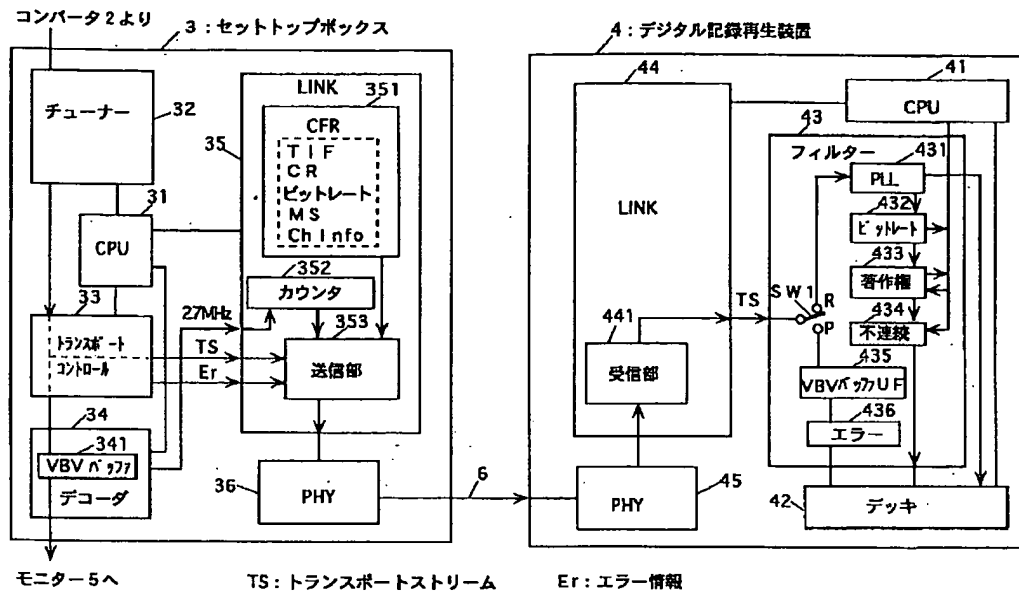 コンバータ2より
3：セットトップボックス
チューナー
32
31
CPU
33
トランスポート
コントロール
34
341
VBVバッファ
デコーダ
モニター5へ
35
LINK
351
CFR
TIF
CR
ビットレート
MS
ChInfo
352
カウンタ
27MHz
353
TS
Er
送信部
36
PHY
6
TS：トランスポートストリーム
4：デジタル記録再生装置
44
LINK
441
受信部
45
PHY
TS
SW1
R
P
41
CPU
43
フィルター
431
PLL
432
ビットレート
433
著作権
434
不連続
435
VBVバッファUF
436
エラー
42
デッキ
Er：エラー情報